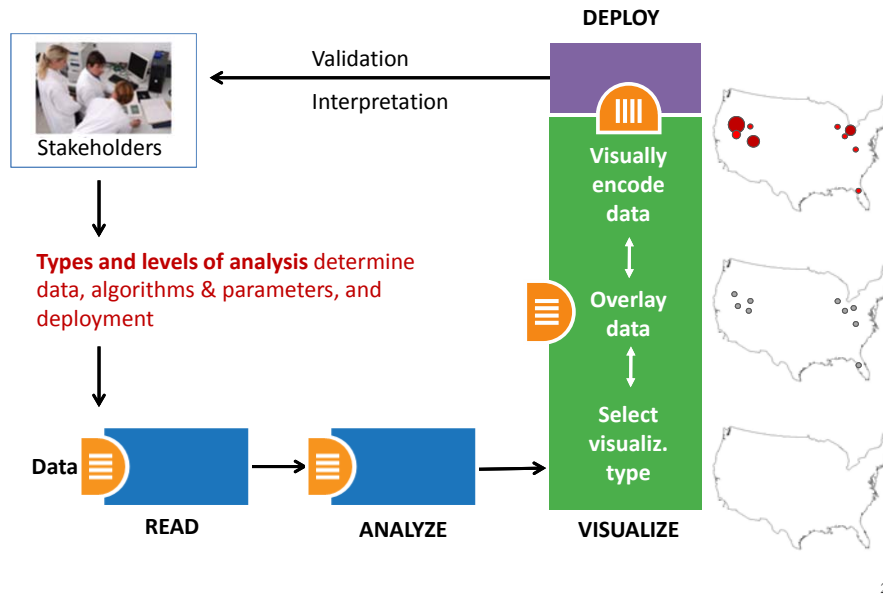 DEPLOY
Validation
Interpretation
Stakeholders
Visually
encode
data
Types and levels of analysis determine
data, algorithms & parameters, and
deployment
Overlay
data
Select
visualiz.
type
Data
READ
ANALYZE
VISUALIZE